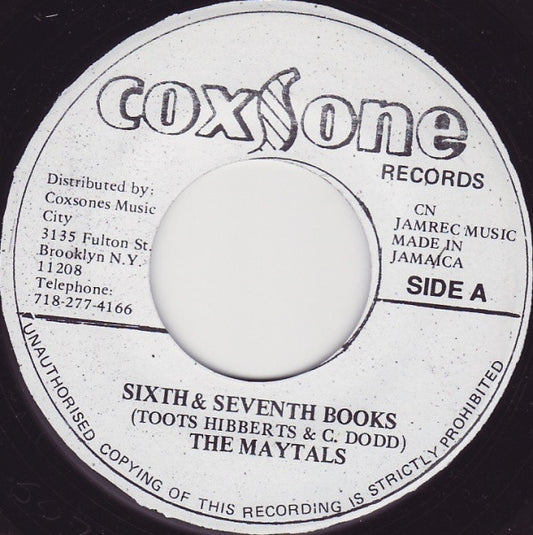 coxsone
RECORDS
Distributed by:
Coxsones Music
City
3135 Fulton St.
Brooklyn N.Y.
11208
Telephone:
718-277-4166
CN
JAMREC MUSIC
MADE IN
JAMAICA
SIDE A
SIXTH & SEVENTH BOOKS
(TOOTS HIBBERTS & C. DODD)
THE MAYTALS
UNAUTHORISED COPYING OF THIS RECORDING IS STRICTLY PROHIBITED